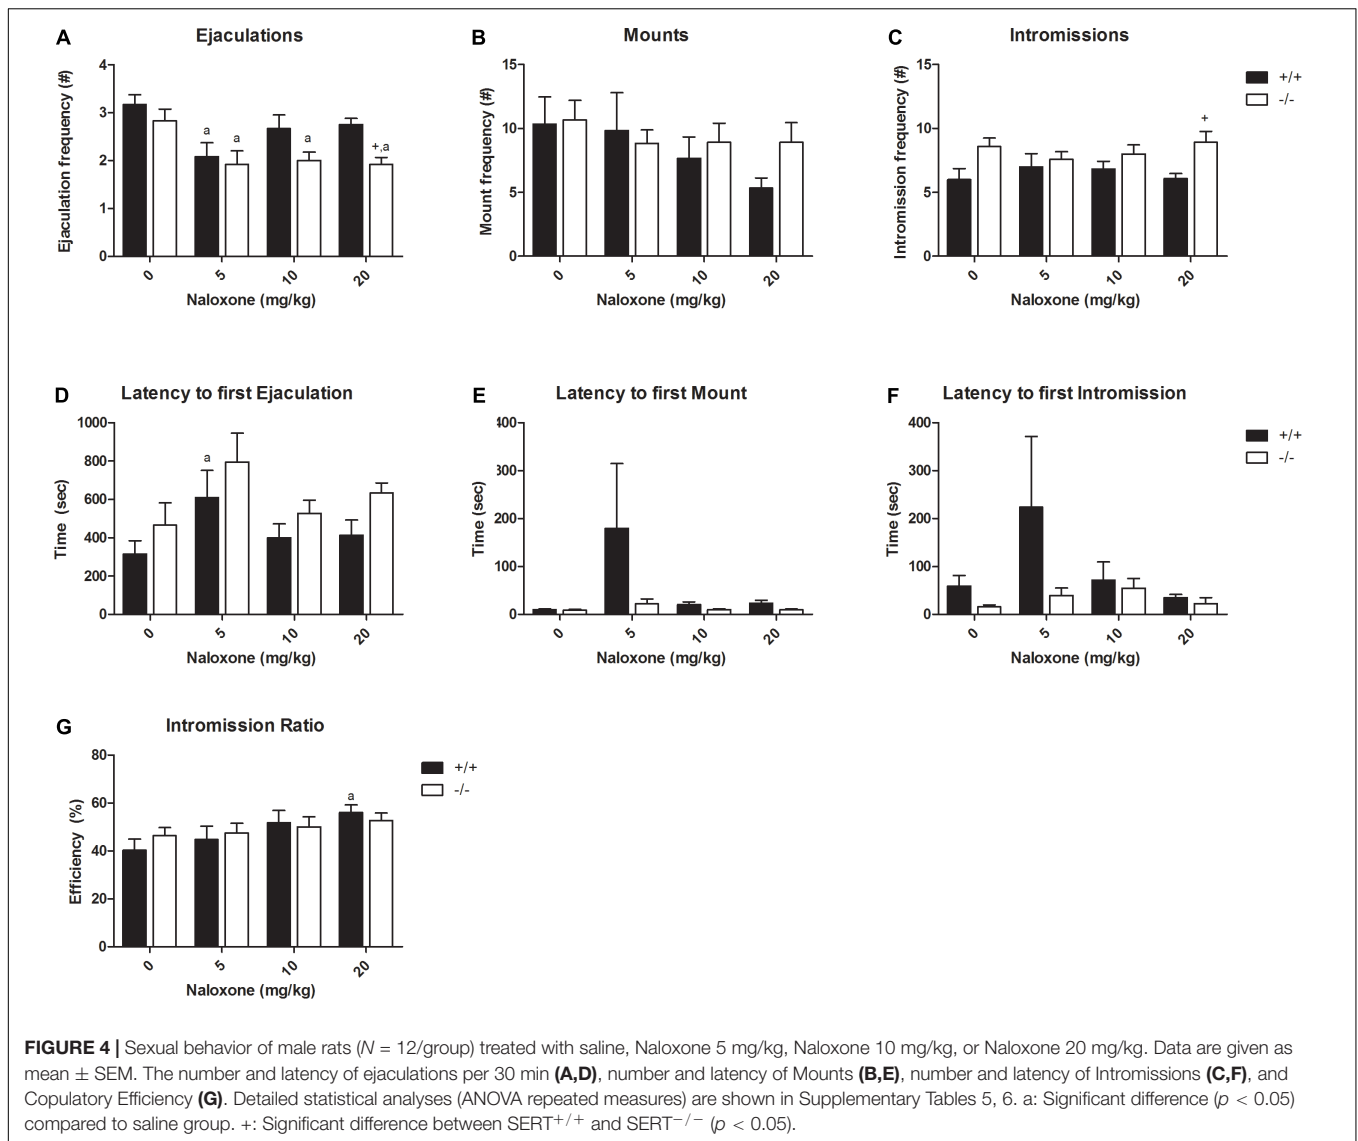 A Ejaculations
Ejaculation frequency (#)
4
3
2
1
0
a
a
a
+,a
0 5 10 20
Naloxone (mg/kg)
B Mounts
Mount frequency (#)
15
10
5
0
0 5 10 20
Naloxone (mg/kg)
C Intromissions
Intromission frequency (#)
15
10
5
0
+
0 5 10 20
Naloxone (mg/kg)
+/+
-/-
D Latency to first Ejaculation
Time (sec)
1000
800
600
400
200
0
a
0 5 10 20
Naloxone (mg/kg)
E Latency to first Mount
Time (sec)
400
300
200
100
0
0 5 10 20
Naloxone (mg/kg)
F Latency to first Intromission
Time (sec)
400
300
200
100
0
0 5 10 20
Naloxone (mg/kg)
+/+
-/-
G Intromission Ratio
Efficiency (%)
80
60
40
20
0
a
0 5 10 20
Naloxone (mg/kg)
+/+
-/-
FIGURE 4 | Sexual behavior of male rats (N = 12/group) treated with saline, Naloxone 5 mg/kg, Naloxone 10 mg/kg, or Naloxone 20 mg/kg. Data are given as
mean ± SEM. The number and latency of ejaculations per 30 min (A,D), number and latency of Mounts (B,E), number and latency of Intromissions (C,F), and
Copulatory Efficiency (G). Detailed statistical analyses (ANOVA repeated measures) are shown in Supplementary Tables 5, 6. a: Significant difference (p < 0.05)
compared to saline group. +: Significant difference between SERT+/+ and SERT−/− (p < 0.05).